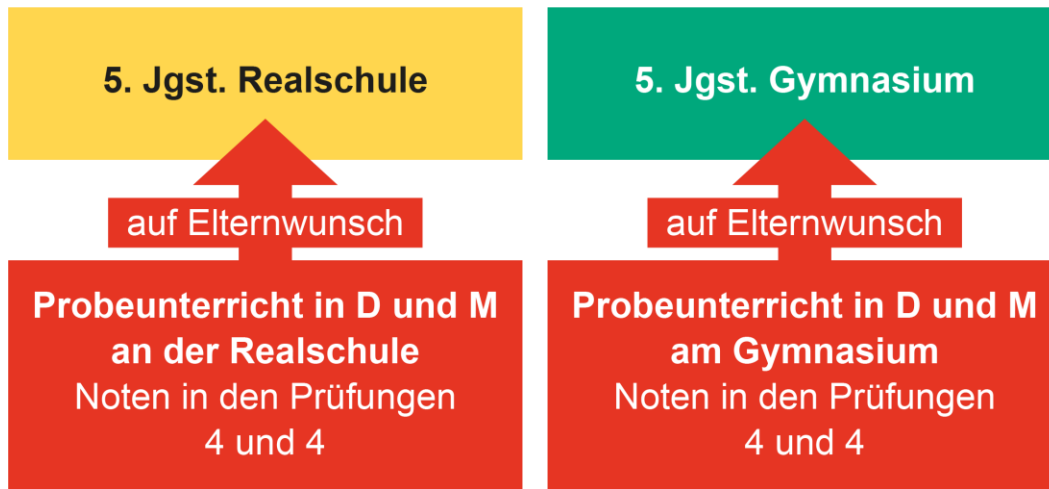 5. Jgst. Realschule
auf Elternwunsch
Probeunterricht in D und M
an der Realschule
Noten in den Prüfungen
4 und 4
5. Jgst. Gymnasium
auf Elternwunsch
Probeunterricht in D und M
am Gymnasium
Noten in den Prüfungen
4 und 4